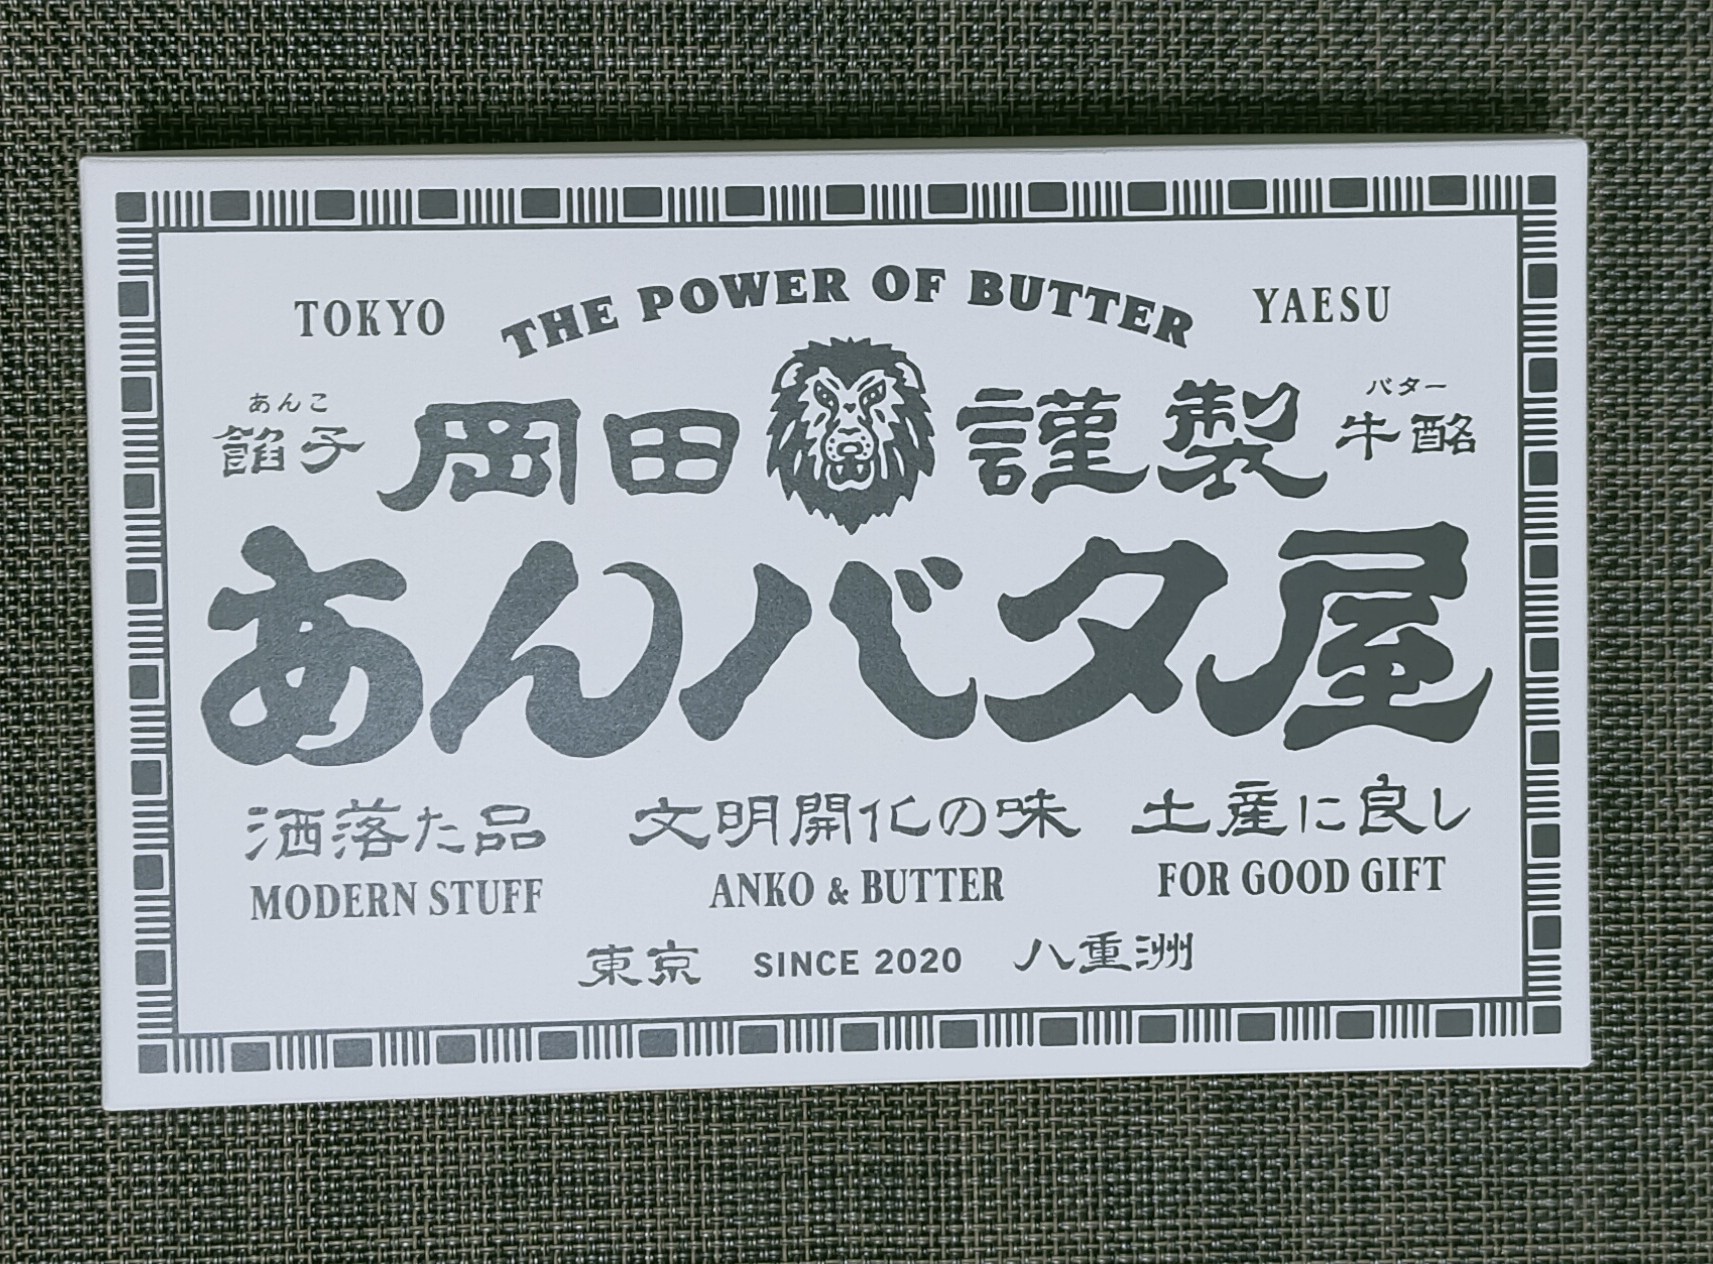 TOKYO THE POWER OF BUTTER YAESU
あんこ バター
餡子 岡田 謹製 牛酪
あんバタ屋
洒落た品 文明開化の味 土産に良し
MODERN STUFF ANKO & BUTTER FOR GOOD GIFT
東京 SINCE 2020 八重洲